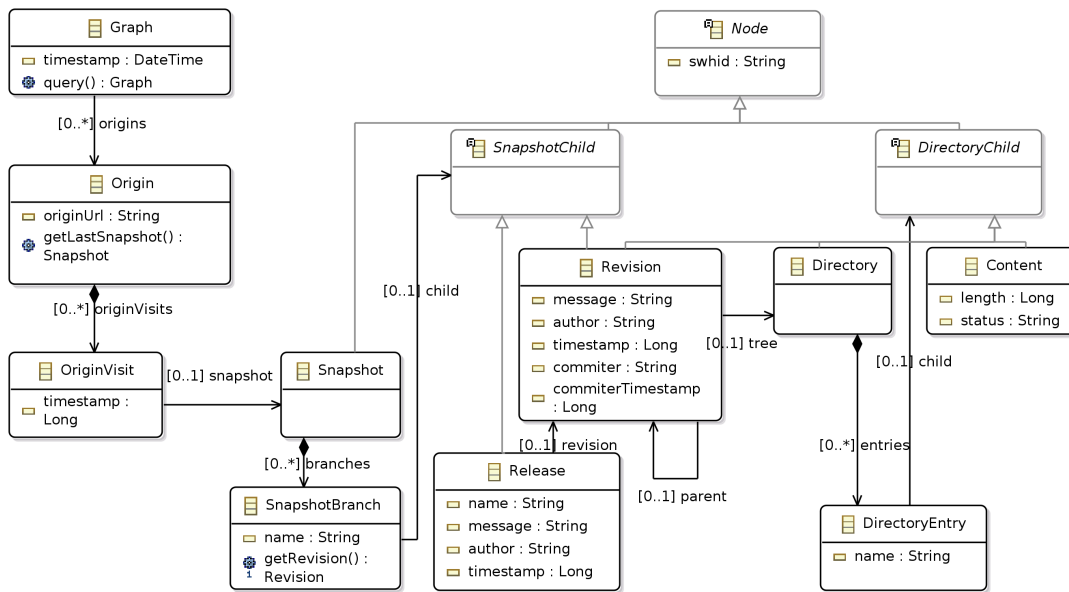 Graph
timestamp : DateTime
query() : Graph
[0..*] origins
Origin
originUrl : String
getLastSnapshot() :
Snapshot
[0..*] originVisits
OriginVisit
timestamp :
Long
[0..1] snapshot
Snapshot
[0..*] branches
SnapshotBranch
name : String
getRevision() :
Revision
1
[0..1] child
Node
swhid : String
SnapshotChild
DirectoryChild
Revision
message : String
author : String
timestamp : Long
commiter : String
commiterTimestamp
: Long
[0..1] tree
Directory
Content
length : Long
status : String
[0..1] child
[0..1] revision
[0..1] parent
[0..*] entries
Release
name : String
message : String
author : String
timestamp : Long
DirectoryEntry
name : String